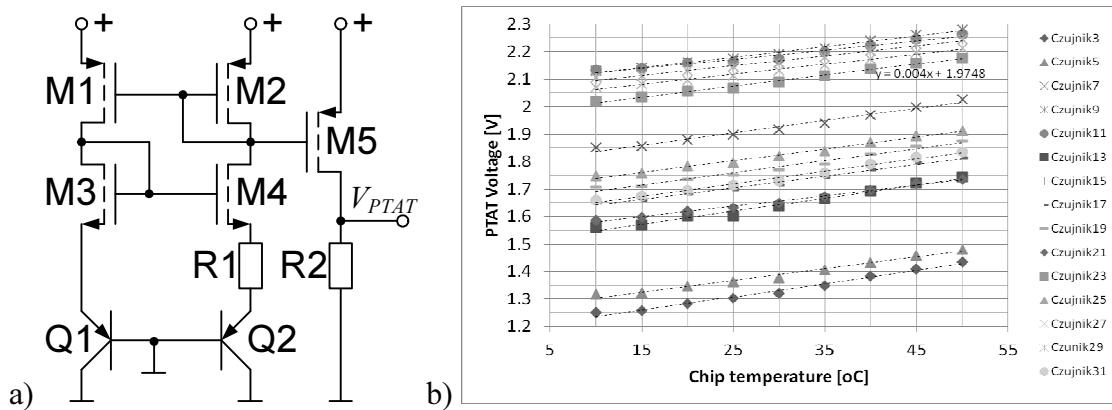 a)
+
+
+
M1
M2
M5
M3
M4
V_PTAT
R1
R2
Q1
Q2
b)
PTAT Voltage [V]
2.3
2.2
2.1
2
1.9
1.8
1.7
1.6
1.5
1.4
1.3
1.2
5
15
25
35
45
55
Chip temperature [oC]
y = 0.004x + 1.9748
Czujnik3
Czujnik5
Czujnik7
Czujnik9
Czujnik11
Czujnik13
Czujnik15
Czujnik17
Czujnik19
Czujnik21
Czujnik23
Czujnik25
Czujnik27
Czunik29
Czujnik31